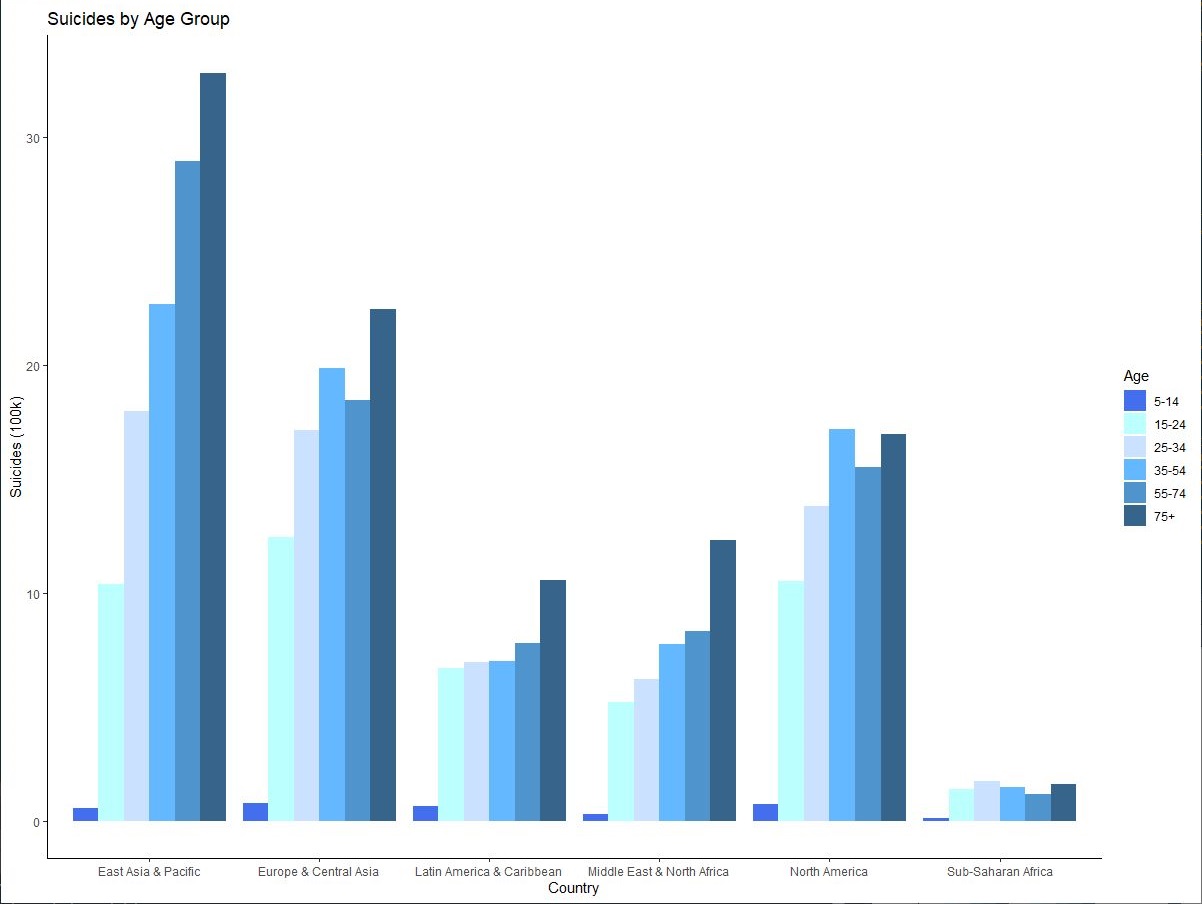 Suicides by Age Group
30
20
10
0
Suicides (100k)
East Asia & Pacific
Europe & Central Asia
Latin America & Caribbean
Middle East & North Africa
North America
Sub-Saharan Africa
Country
Age
5-14
15-24
25-34
35-54
55-74
75+